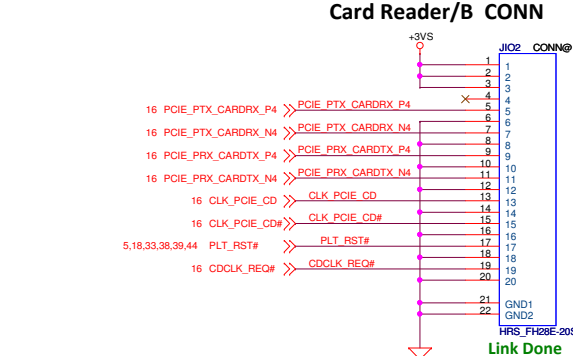 Card Reader/B CONN
+3VS
JIO2 CONN@
1 1
2 2
3 3
4 4
16 PCIE_PTX_CARDRX_P4 PCIE_PTX_CARDRX_P4 5 5
6 6
16 PCIE_PTX_CARDRX_N4 PCIE_PTX_CARDRX_N4 7 7
8 8
16 PCIE_PRX_CARDTX_P4 PCIE_PRX_CARDTX_P4 9 9
10 10
16 PCIE_PRX_CARDTX_N4 PCIE_PRX_CARDTX_N4 11 11
12 12
16 CLK_PCIE_CD CLK_PCIE_CD 13 13
14 14
16 CLK_PCIE_CD# CLK_PCIE_CD# 15 15
16 16
5,18,33,38,39,44 PLT_RST# PLT_RST# 17 17
18 18
16 CDCLK_REQ# CDCLK_REQ# 19 19
20 20
21 GND1
22 GND2
HRS_FH28E-20S
Link Done